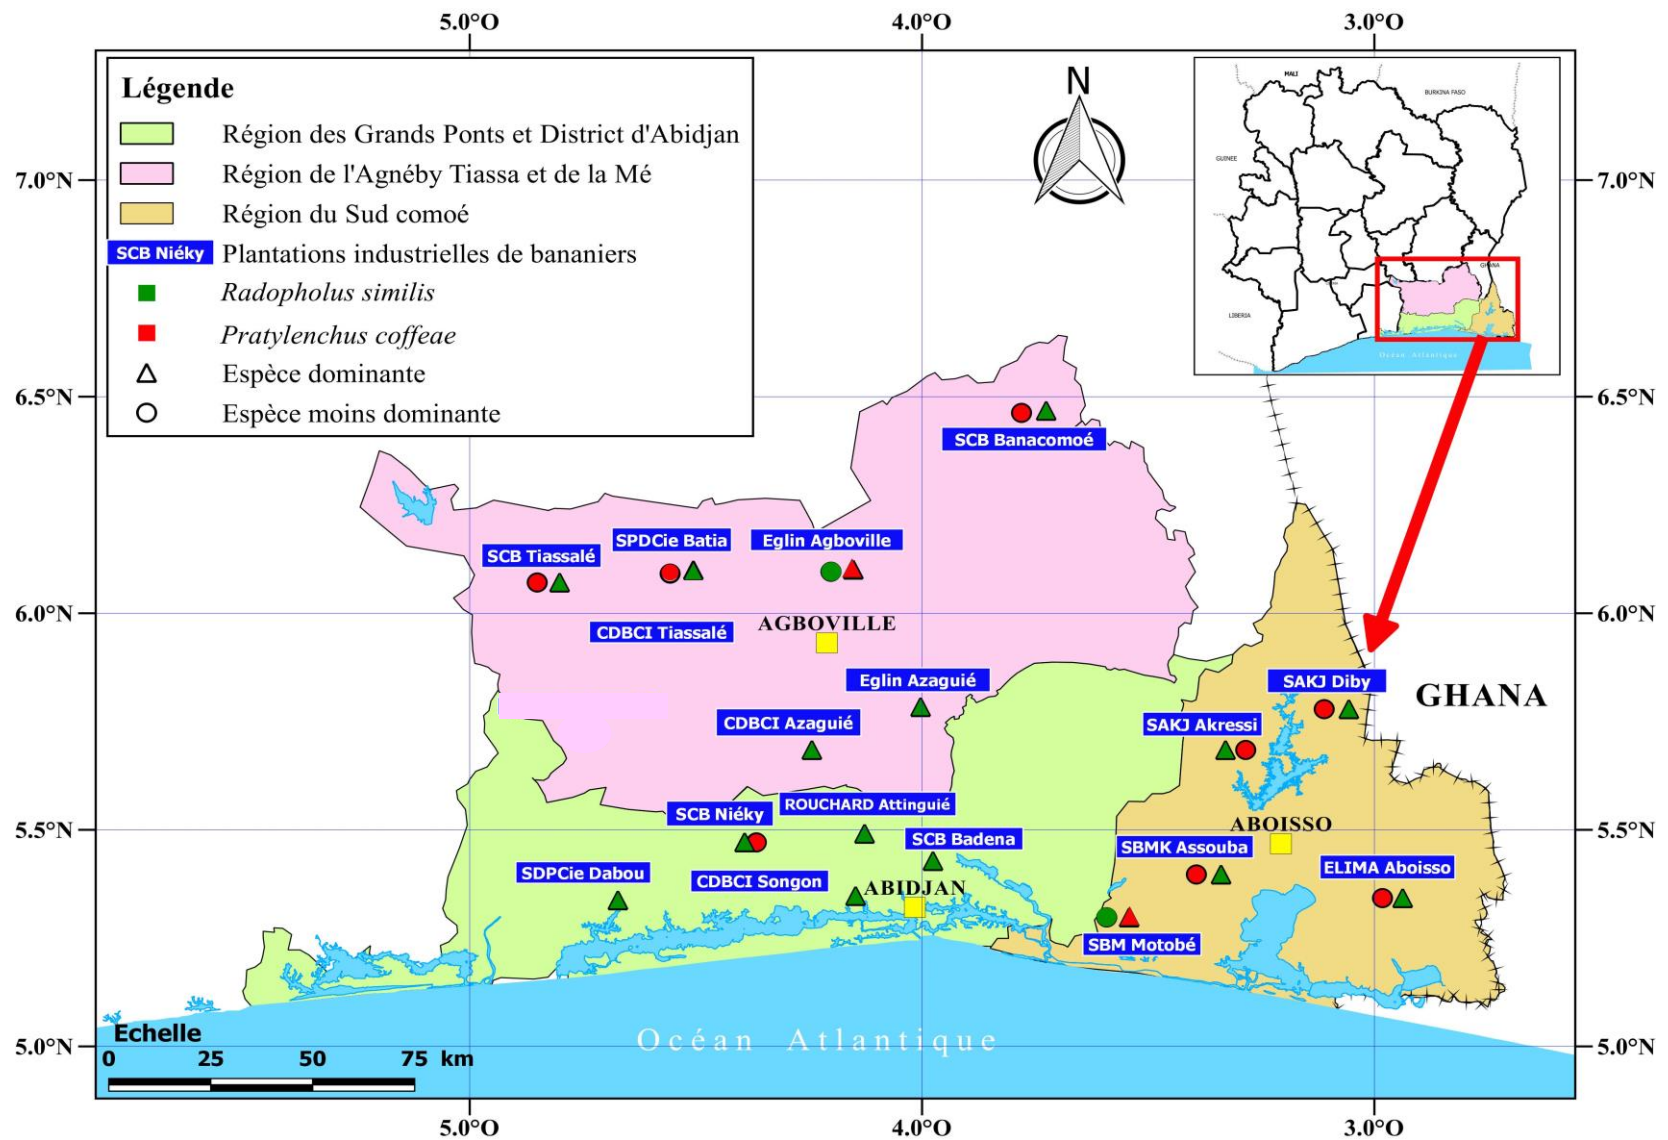 5.0°O 4.0°O 3.0°O
Légende
Région des Grands Ponts et District d'Abidjan
Région de l'Agnéby Tiassa et de la Mé
Région du Sud comoé
SCB Niéky Plantations industrielles de bananiers
Radopholus similis
Pratylenchus coffeae
Espèce dominante
Espèce moins dominante
N
MALI
BURKINA FASO
GUINEE
GHANA
LIBERIA
Océan Atlantique
7.0°N 7.0°N
6.5°N 6.5°N
SCB Banacomoé
SPDCie Batia
Eglin Agboville
SCB Tiassalé
6.0°N 6.0°N
CDBCI Tiassalé
AGBOVILLE
Eglin Azaguié
SAKJ Diby
GHANA
CDBCI Azaguié
SAKJ Akressi
ROUCHARD Attinguié
SCB Niéky
5.5°N 5.5°N
ABOISSO
SCB Badena
SBMK Assouba
SDPCie Dabou
ELIMA Aboisso
CDBCI Songon
ABIDJAN
SBM Motobé
Echelle
Océan Atlantique
5.0°N 5.0°N
0 25 50 75 km
5.0°O 4.0°O 3.0°O